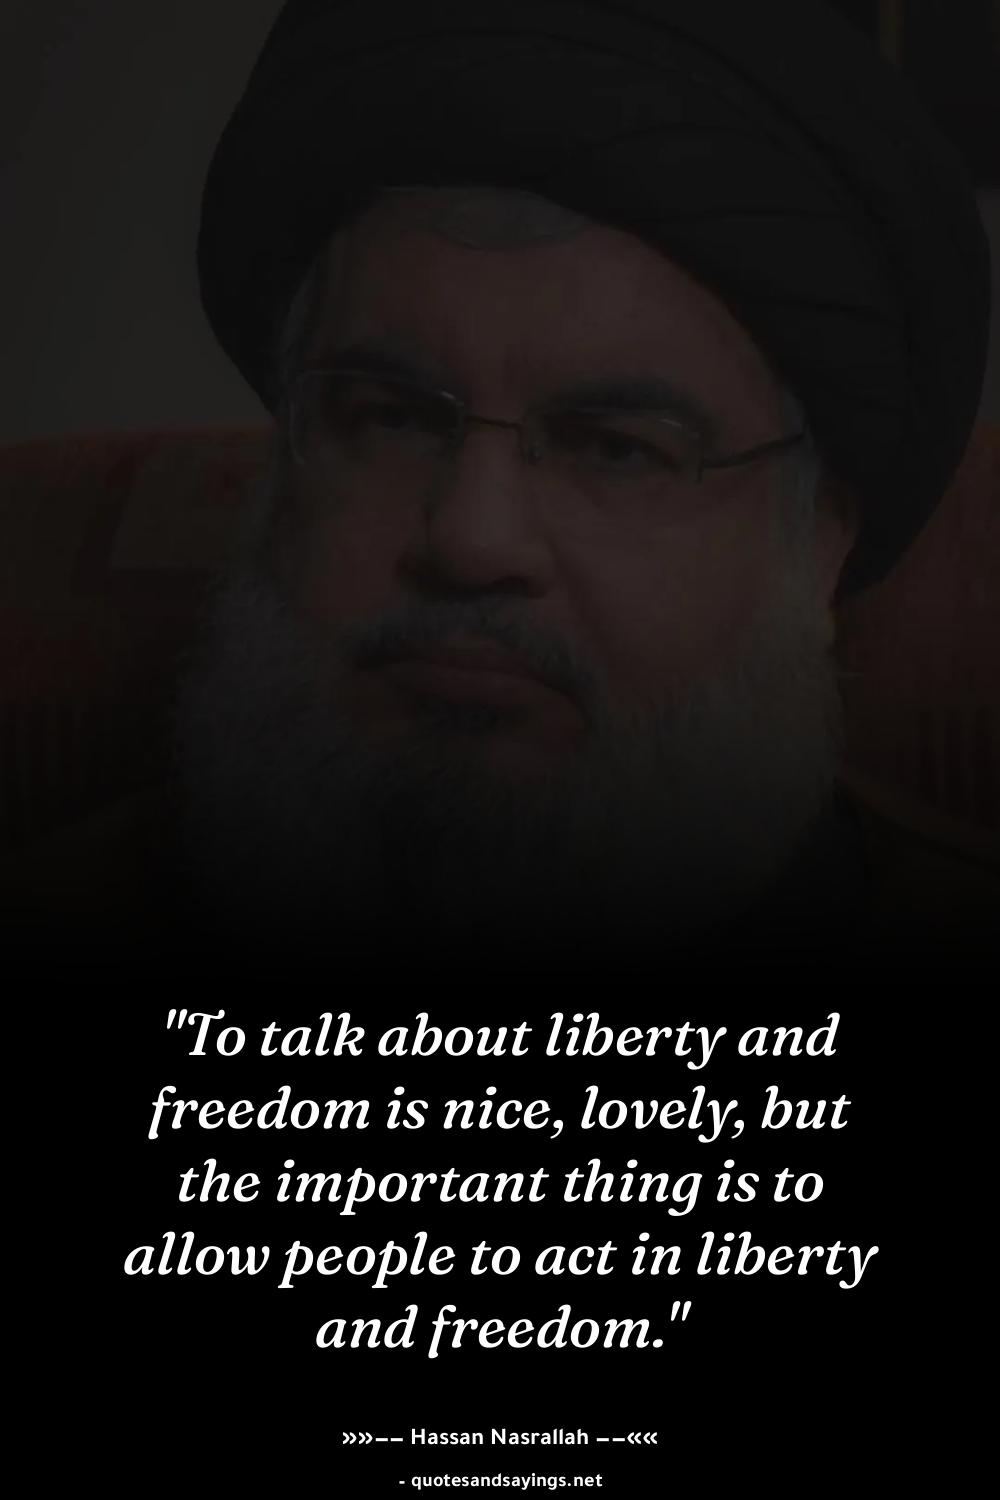 "To talk about liberty and
freedom is nice, lovely, but
the important thing is to
allow people to act in liberty
and freedom."
»»−− Hassan Nasrallah −−««
- quotesandsayings.net